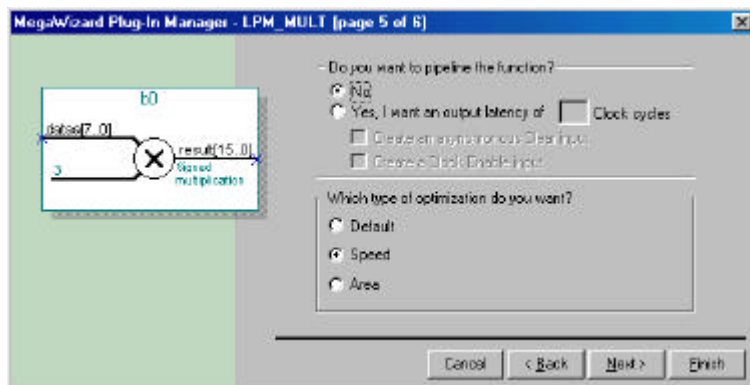 MegaWizard Plug-In Manager - LPM_MULT [page 5 of 6]
b0
dataa[7..0]
3
result[15..0]
Signed
multiplication
Do you want to pipeline the function?
No
Yes, I want an output latency of Clock cycles
Create an asynchronous Clear input
Create a Clock Enable input
Which type of optimization do you want?
Default
Speed
Area
Cancel
< Back
Next >
Finish